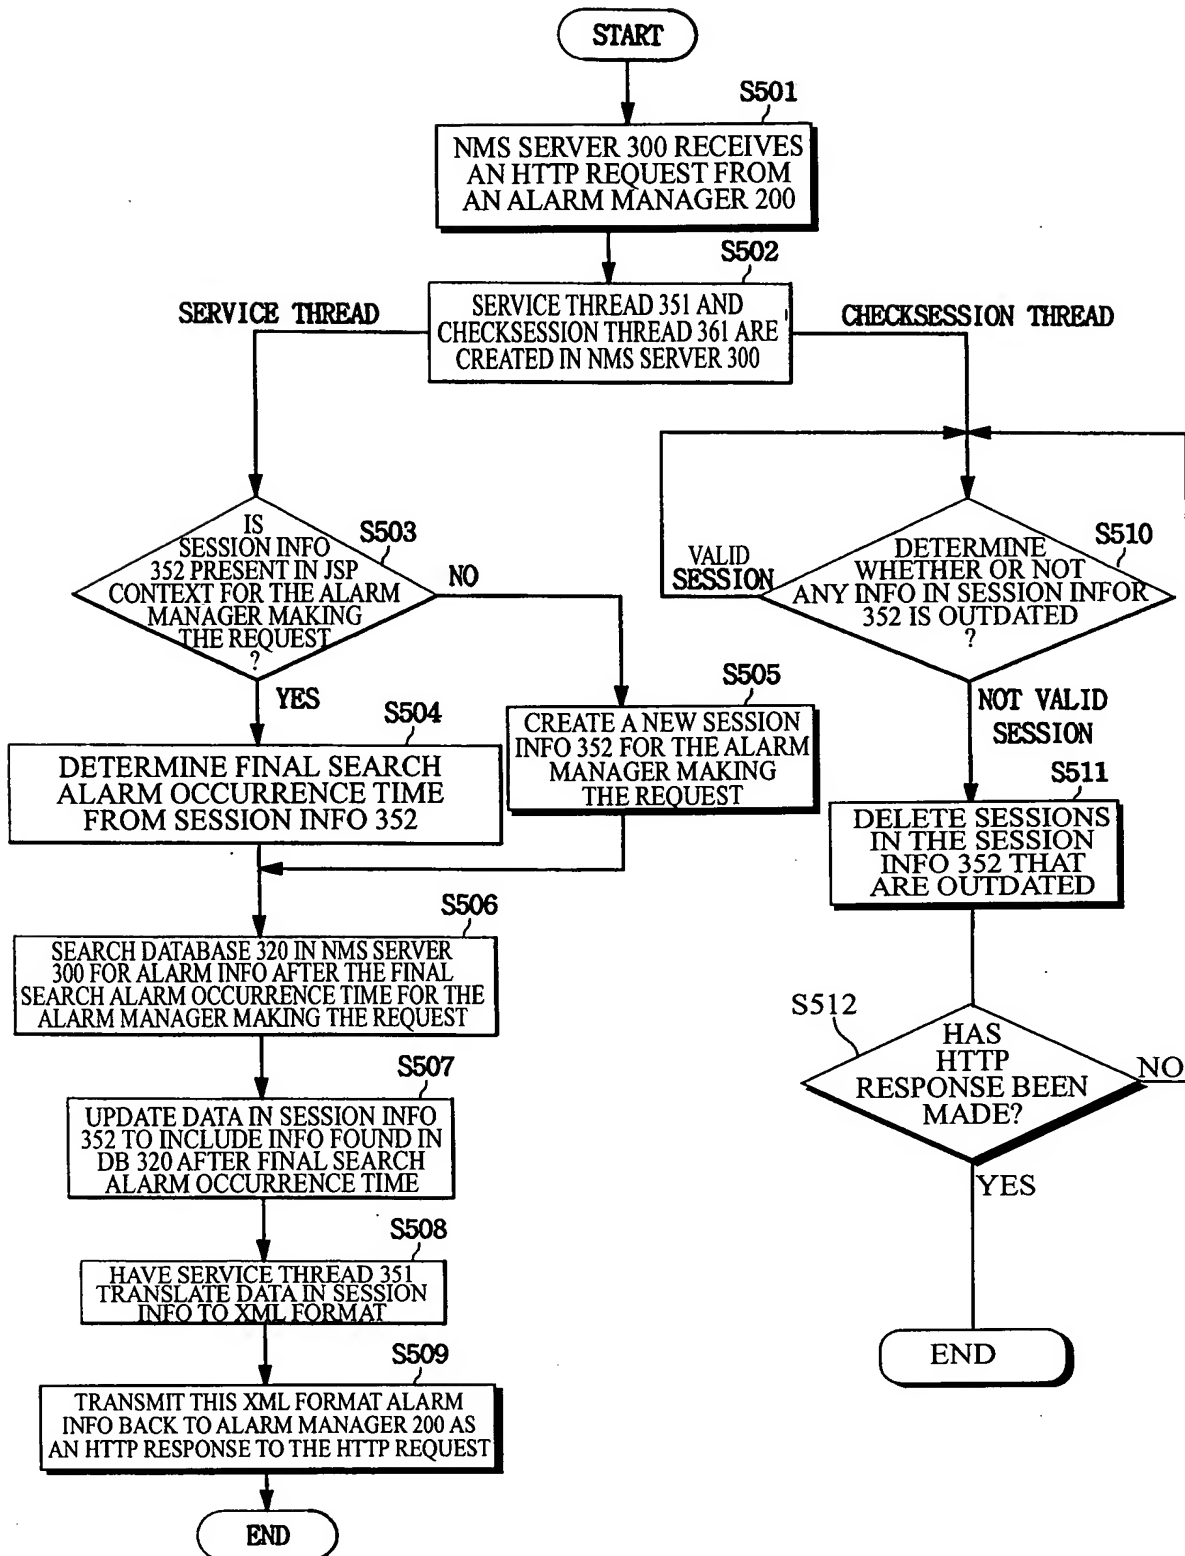 START
S501
NMS SERVER 300 RECEIVES
AN HTTP REQUEST FROM
AN ALARM MANAGER 200
S502
SERVICE THREAD 351 AND
CHECKSESSION THREAD 361 ARE
CREATED IN NMS SERVER 300
SERVICE THREAD
CHECKSESSION THREAD
S503
IS
SESSION INFO
352 PRESENT IN JSP
CONTEXT FOR THE ALARM
MANAGER MAKING
THE REQUEST
?
NO
YES
S504
DETERMINE FINAL SEARCH
ALARM OCCURRENCE TIME
FROM SESSION INFO 352
S505
CREATE A NEW SESSION
INFO 352 FOR THE ALARM
MANAGER MAKING
THE REQUEST
S506
SEARCH DATABASE 320 IN NMS SERVER
300 FOR ALARM INFO AFTER THE FINAL
SEARCH ALARM OCCURRENCE TIME FOR THE
ALARM MANAGER MAKING THE REQUEST
S507
UPDATE DATA IN SESSION INFO
352 TO INCLUDE INFO FOUND IN
DB 320 AFTER FINAL SEARCH
ALARM OCCURRENCE TIME
S508
HAVE SERVICE THREAD 351
TRANSLATE DATA IN SESSION
INFO TO XML FORMAT
S509
TRANSMIT THIS XML FORMAT ALARM
INFO BACK TO ALARM MANAGER 200 AS
AN HTTP RESPONSE TO THE HTTP REQUEST
END
S510
DETERMINE
WHETHER OR NOT
ANY INFO IN SESSION INFOR
352 IS OUTDATED
?
VALID
SESSION
NOT VALID
SESSION
S511
DELETE SESSIONS
IN THE SESSION
INFO 352 THAT
ARE OUTDATED
S512
HAS
HTTP
RESPONSE BEEN
MADE?
NO
YES
END